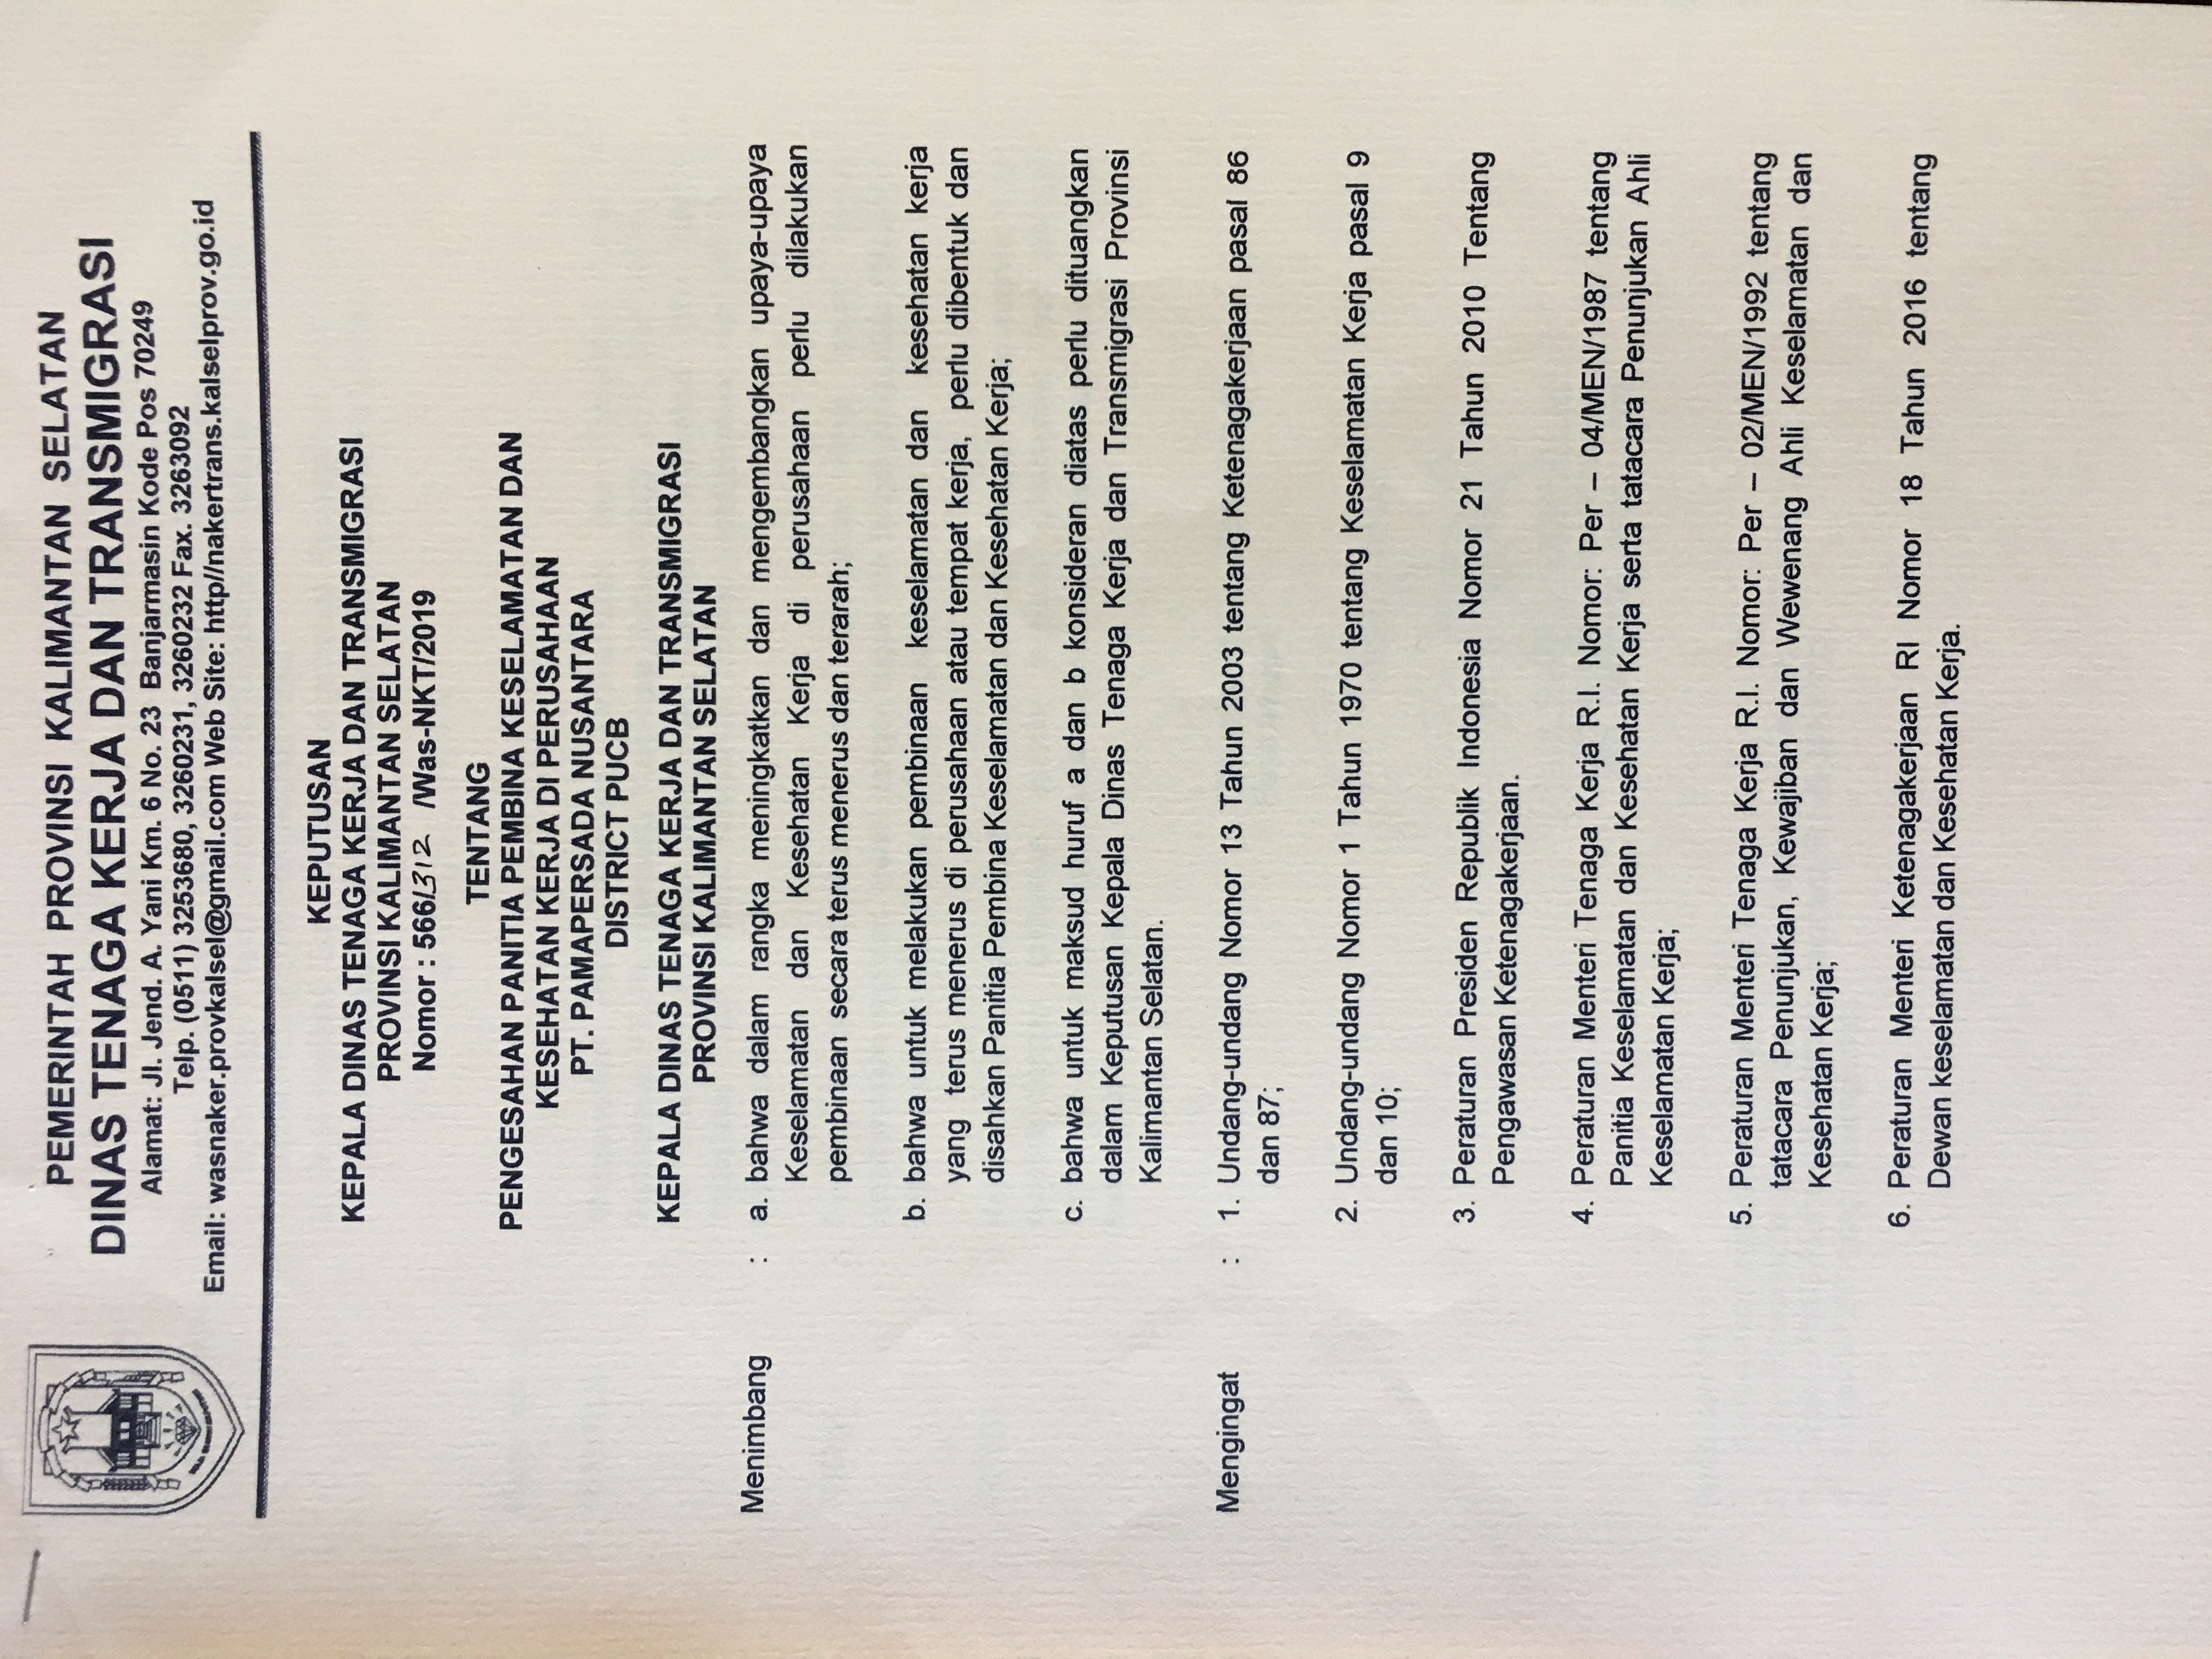 PEMERINTAH PROVINSI KALIMANTAN SELATAN
DINAS TENAGA KERJA DAN TRANSMIGRASI
Alamat: Jl. Jend. A. Yani Km. 6 No. 23 Banjarmasin Kode Pos 70249
Telp. (0511) 3253680, 3260231, 3260232 Fax. 3263092
Email: wasnaker.provkalsel@gmail.com Web Site: http//nakertrans.kalselprov.go.id
KEPUTUSAN
KEPALA DINAS TENAGA KERJA DAN TRANSMIGRASI
PROVINSI KALIMANTAN SELATAN
Nomor : 566/312 /Was-NKT/2019
TENTANG
PENGESAHAN PANITIA PEMBINA KESELAMATAN DAN
KESEHATAN KERJA DI PERUSAHAAN
PT. PAMAPERSADA NUSANTARA
DISTRICT PUCB
KEPALA DINAS TENAGA KERJA DAN TRANSMIGRASI
PROVINSI KALIMANTAN SELATAN
Menimbang : a. bahwa dalam rangka meningkatkan dan mengembangkan upaya-upaya
Keselamatan dan Kesehatan Kerja di perusahaan perlu dilakukan
pembinaan secara terus menerus dan terarah;
b. bahwa untuk melakukan pembinaan keselamatan dan kesehatan kerja
yang terus menerus di perusahaan atau tempat kerja, perlu dibentuk dan
disahkan Panitia Pembina Keselamatan dan Kesehatan Kerja;
c. bahwa untuk maksud huruf a dan b konsideran diatas perlu dituangkan
dalam Keputusan Kepala Dinas Tenaga Kerja dan Transmigrasi Provinsi
Kalimantan Selatan.
Mengingat : 1. Undang-undang Nomor 13 Tahun 2003 tentang Ketenagakerjaan pasal 86
dan 87;
2. Undang-undang Nomor 1 Tahun 1970 tentang Keselamatan Kerja pasal 9
dan 10;
3. Peraturan Presiden Republik Indonesia Nomor 21 Tahun 2010 Tentang
Pengawasan Ketenagakerjaan.
4. Peraturan Menteri Tenaga Kerja R.I. Nomor: Per – 04/MEN/1987 tentang
Panitia Keselamatan dan Kesehatan Kerja serta tatacara Penunjukan Ahli
Keselamatan Kerja;
5. Peraturan Menteri Tenaga Kerja R.I. Nomor: Per – 02/MEN/1992 tentang
tatacara Penunjukan, Kewajiban dan Wewenang Ahli Keselamatan dan
Kesehatan Kerja;
6. Peraturan Menteri Ketenagakerjaan RI Nomor 18 Tahun 2016 tentang
Dewan keselamatan dan Kesehatan Kerja.